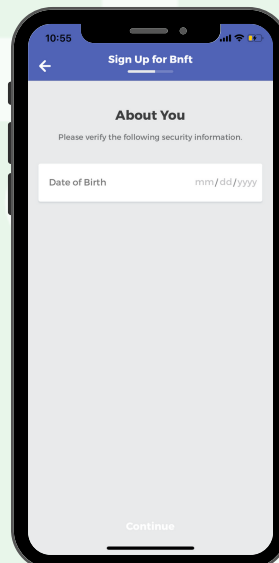 10:55
Sign Up for Bnft
About You
Please verify the following security information.
Date of Birth mm/dd/yyyy
Continue